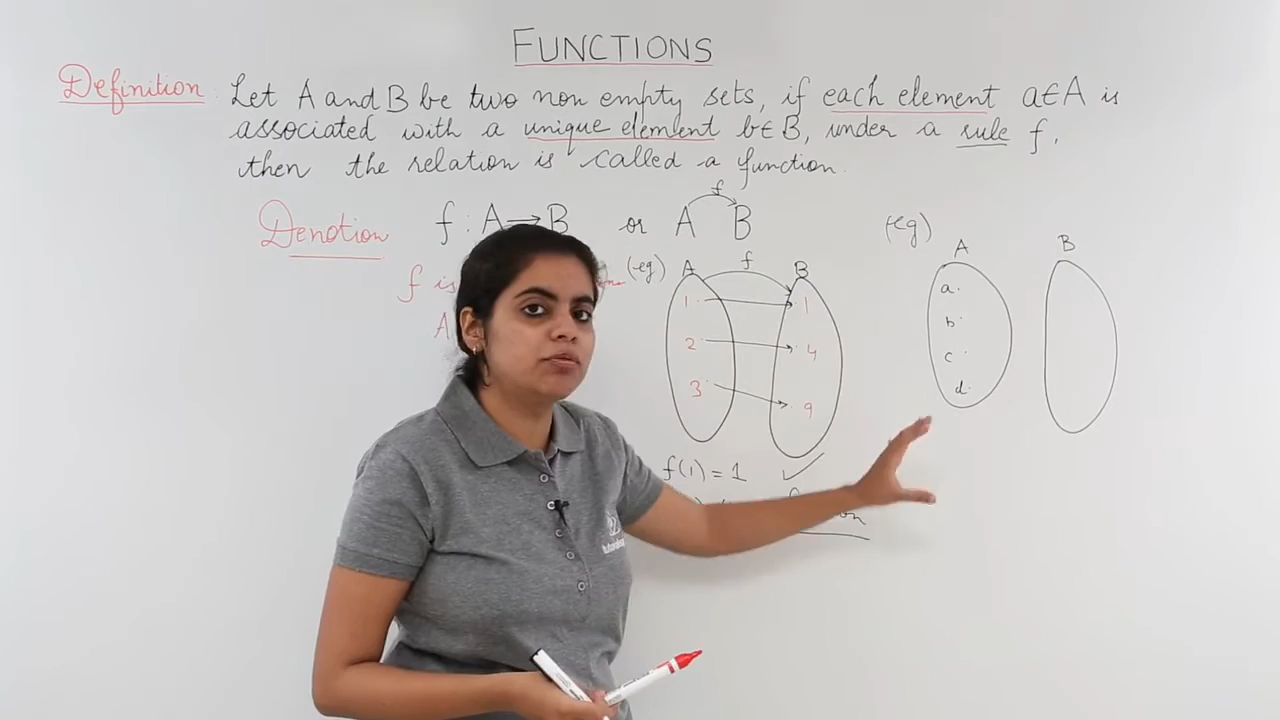 FUNCTIONS
Definition: Let A and B be two non empty sets, if each element a∈A is
associated with a unique element b∈B, under a rule f,
then the relation is called a function.
f
Denotion f : A → B or A B (eg)
A B
f is (eg) A f B
a.
1. 1
b.
A 2. 4
c.
3. 9
d.
f(1) = 1